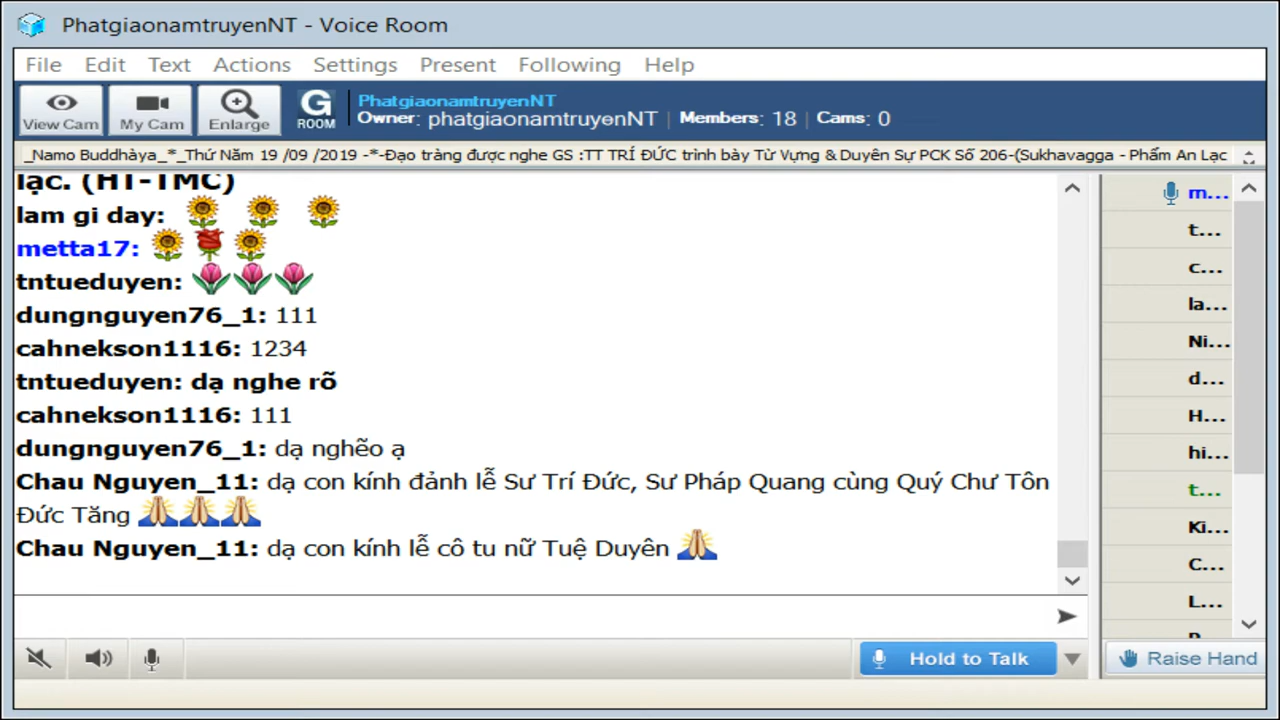 PhatgiaonamtruyenNT - Voice Room
File Edit Text Actions Settings Present Following Help
View Cam My Cam Enlarge G ROOM
PhatgiaonamtruyenNT
Owner: phatgiaonamtruyenNT | Members: 18 | Cams: 0
_Namo Buddhàya_*_Thứ Năm 19 /09 /2019 -*-Đạo tràng được nghe GS :TT TRÍ ĐỨC trình bày Từ Vựng & Duyên Sự PCK Số 206-(Sukhavagga - Phẩm An Lạc
lạc. (HT-TMC)
lam gi day:
metta17:
tntueduyen:
dungnguyen76_1: 111
cahnekson1116: 1234
tntueduyen: dạ nghe rõ
cahnekson1116: 111
dungnguyen76_1: dạ nghẽo ạ
Chau Nguyen_11: dạ con kính đảnh lễ Sư Trí Đức, Sư Pháp Quang cùng Quý Chư Tôn
Đức Tăng
Chau Nguyen_11: dạ con kính lễ cô tu nữ Tuệ Duyên
m...
t...
c...
la...
Ni...
d...
H...
hi...
t...
Ki...
C...
L...
Hold to Talk
Raise Hand